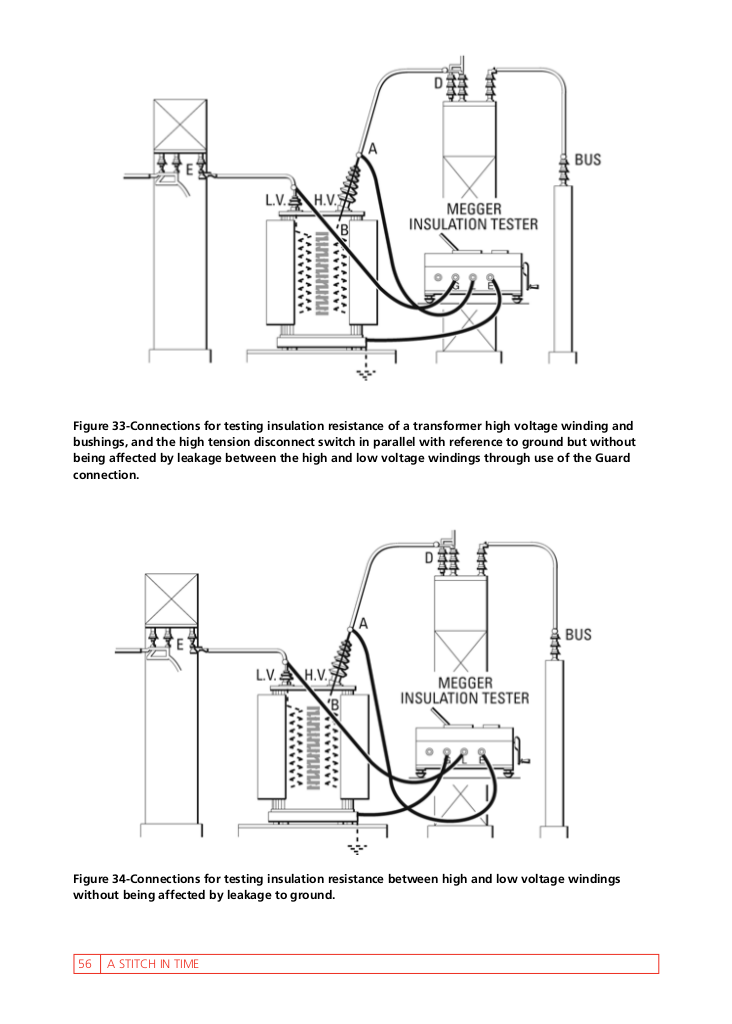 D
A
BUS
E
L.V.
H.V.
MEGGER
INSULATION TESTER
'B
G
E
Figure 33-Connections for testing insulation resistance of a transformer high voltage winding and
bushings, and the high tension disconnect switch in parallel with reference to ground but without
being affected by leakage between the high and low voltage windings through use of the Guard
connection.
D
A
BUS
E
L.V.
H.V.
MEGGER
INSULATION TESTER
'B
L
Figure 34-Connections for testing insulation resistance between high and low voltage windings
without being affected by leakage to ground.
56 A STITCH IN TIME